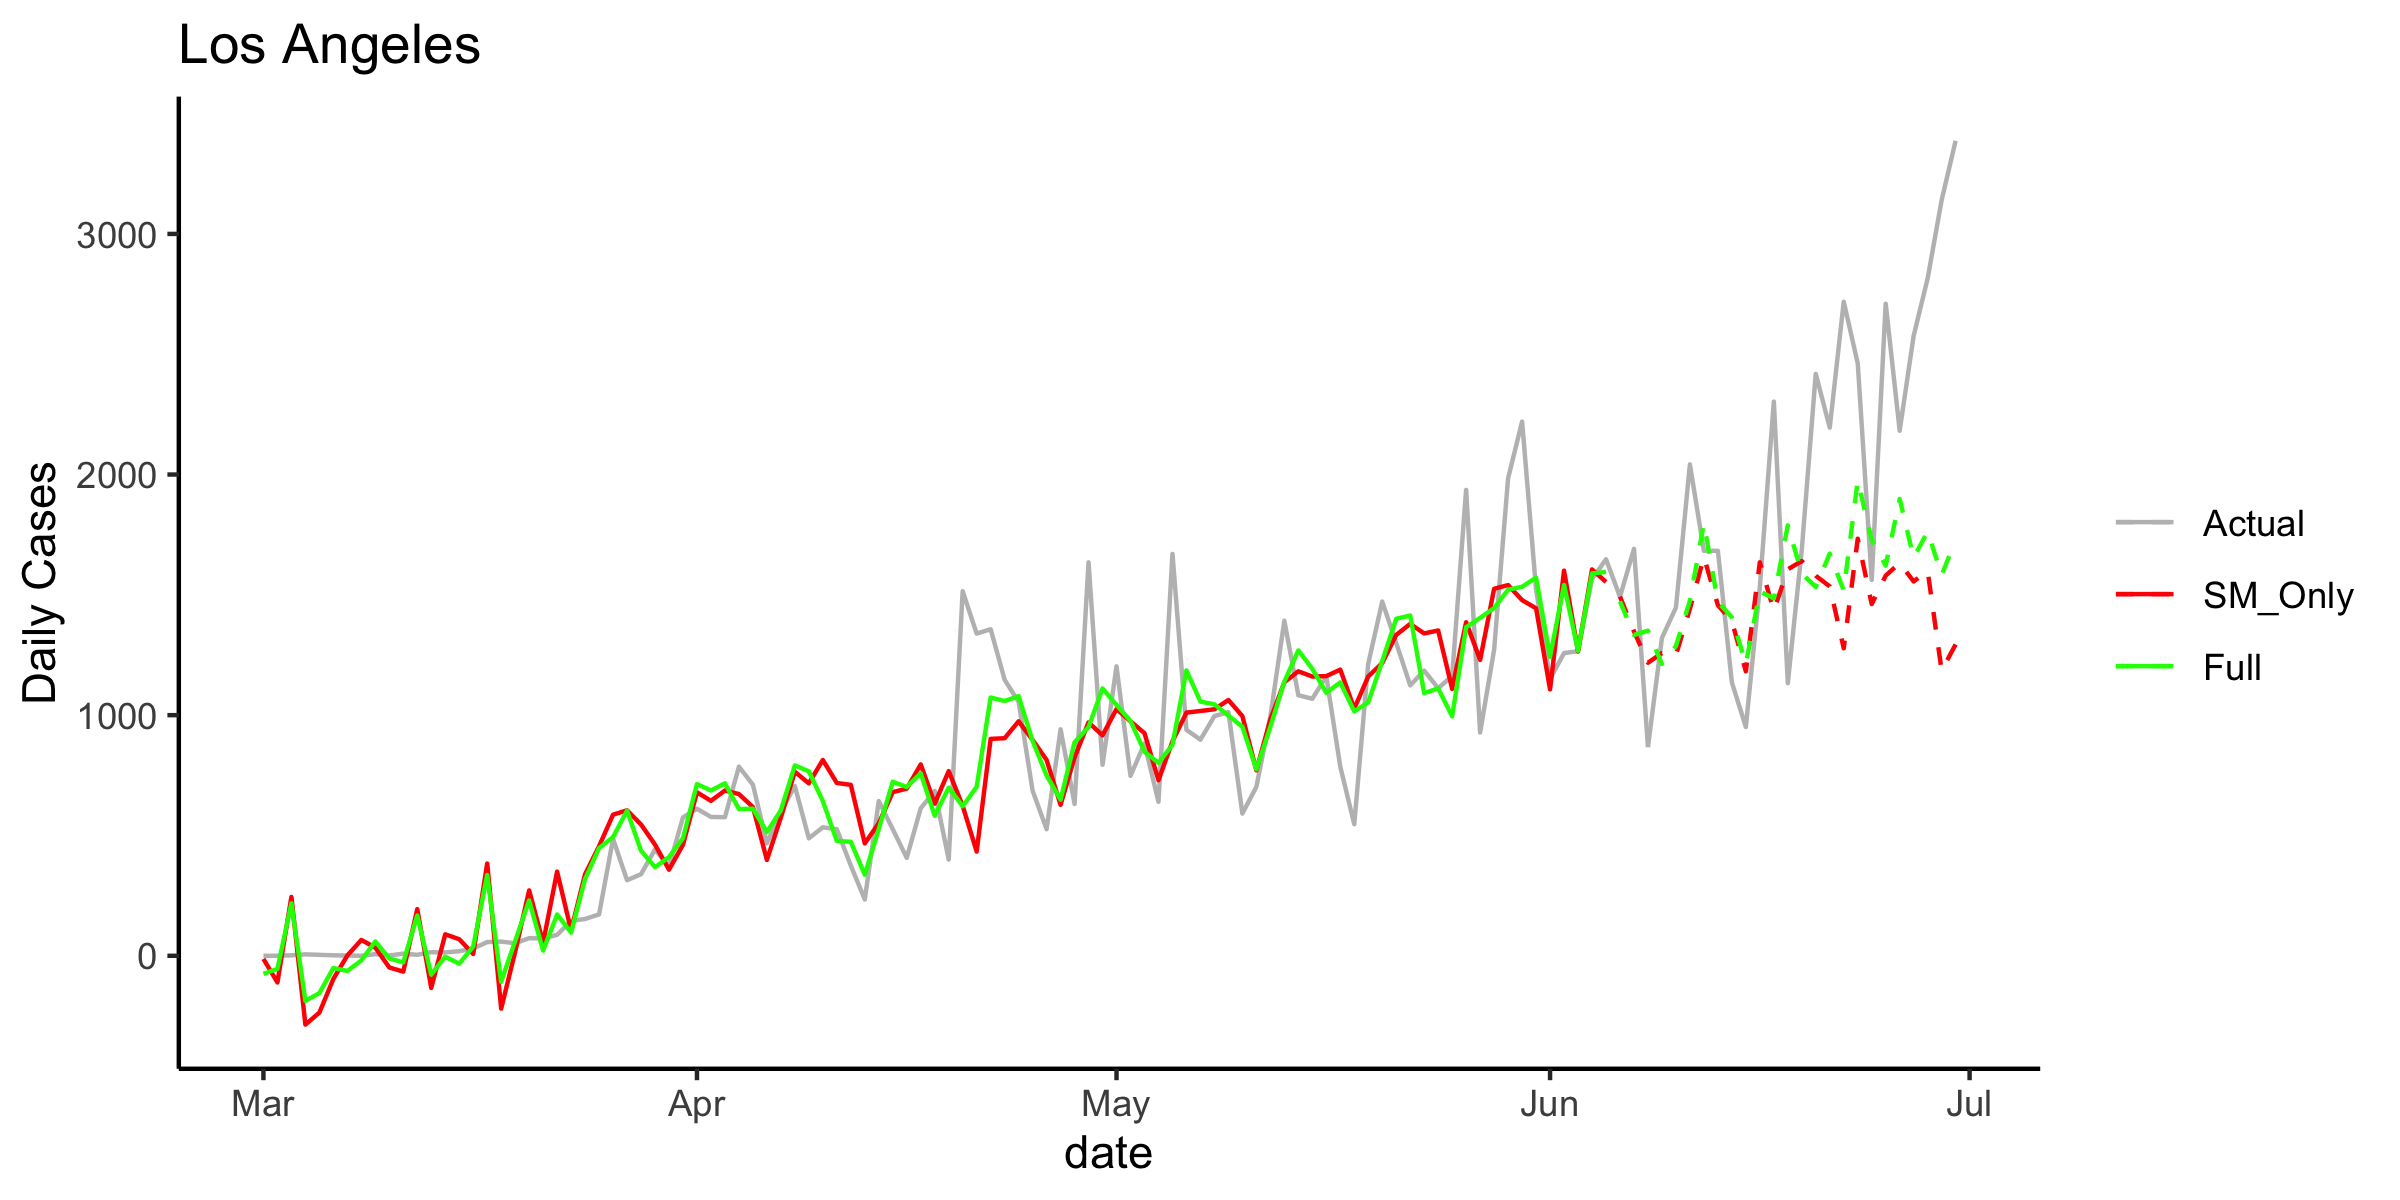 Los Angeles
Daily Cases
3000
2000
1000
0
Mar
Apr
May
Jun
Jul
date
Actual
SM_Only
Full